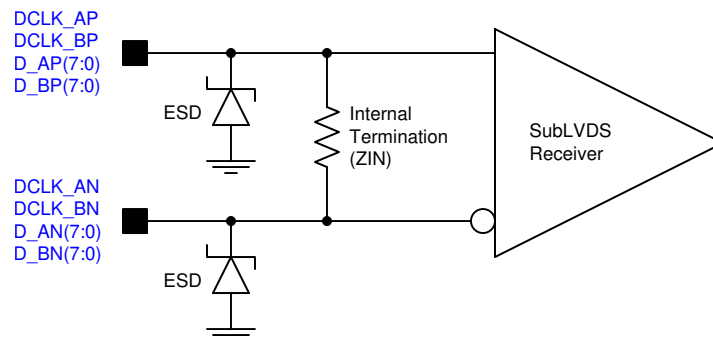 DCLK_AP
DCLK_BP
D_AP(7:0)
D_BP(7:0)
ESD
Internal
Termination
(ZIN)
SubLVDS
Receiver
DCLK_AN
DCLK_BN
D_AN(7:0)
D_BN(7:0)
ESD